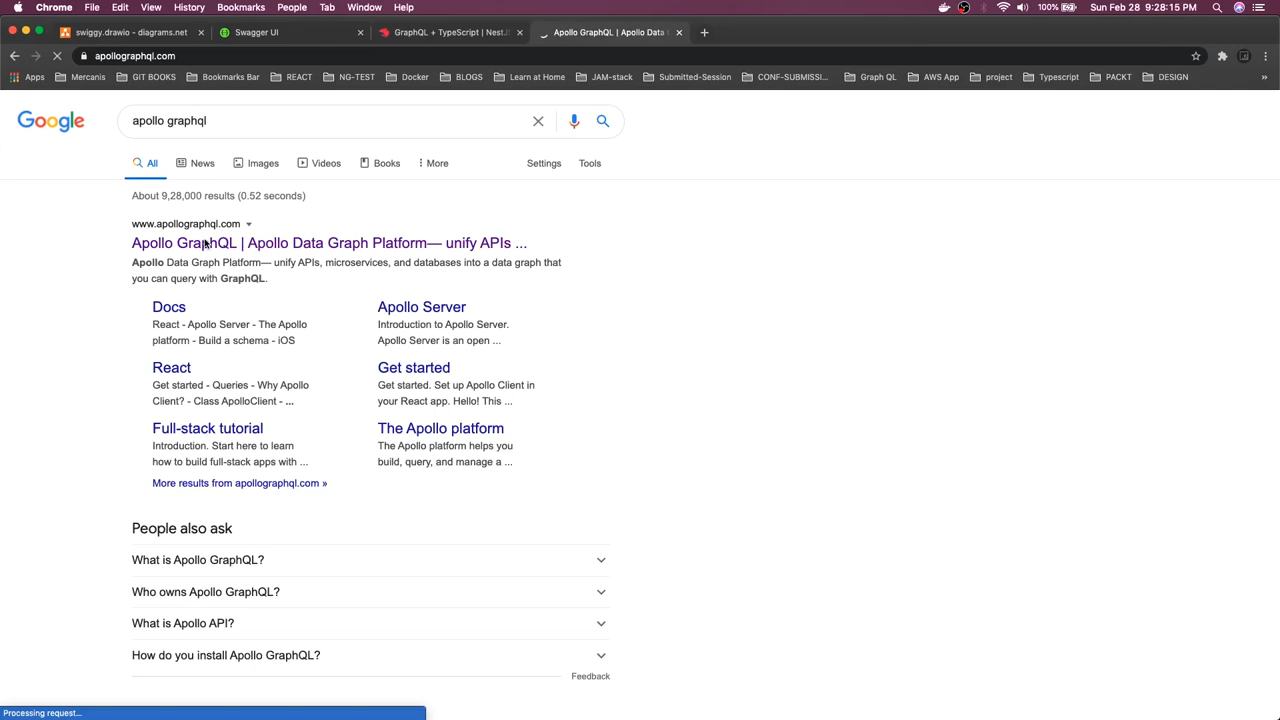 Chrome File Edit View History Bookmarks People Tab Window Help 100% Sun Feb 28 9:28:15 PM
swiggy.drawio - diagrams.net Swagger UI GraphQL + TypeScript | NestJ Apollo GraphQL | Apollo Data
apollographql.com
Apps Mercanis GIT BOOKS Bookmarks Bar REACT NG-TEST Docker BLOGS Learn at Home JAM-stack Submitted-Session CONF-SUBMISSI... Graph QL AWS App project Typescript PACKT DESIGN »
Google apollo graphql
All News Images Videos Books More Settings Tools
About 9,28,000 results (0.52 seconds)
www.apollographql.com
Apollo GraphQL | Apollo Data Graph Platform— unify APIs ...
Apollo Data Graph Platform— unify APIs, microservices, and databases into a data graph that
you can query with GraphQL.
Docs
React - Apollo Server - The Apollo
platform - Build a schema - iOS
Apollo Server
Introduction to Apollo Server.
Apollo Server is an open ...
React
Get started - Queries - Why Apollo
Client? - Class ApolloClient - ...
Get started
Get started. Set up Apollo Client in
your React app. Hello! This ...
Full-stack tutorial
Introduction. Start here to learn
how to build full-stack apps with ...
The Apollo platform
The Apollo platform helps you
build, query, and manage a ...
More results from apollographql.com »
People also ask
What is Apollo GraphQL?
Who owns Apollo GraphQL?
What is Apollo API?
How do you install Apollo GraphQL?
Feedback
Processing request...